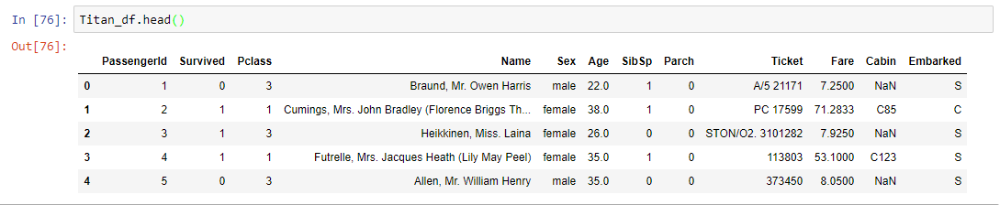 In [76]: Titan_df.head()
Out[76]:
PassengerId Survived Pclass Name Sex Age SibSp Parch Ticket Fare Cabin Embarked
0 1 0 3 Braund, Mr. Owen Harris male 22.0 1 0 A/5 21171 7.2500 NaN S
1 2 1 1 Cumings, Mrs. John Bradley (Florence Briggs Th... female 38.0 1 0 PC 17599 71.2833 C85 C
2 3 1 3 Heikkinen, Miss. Laina female 26.0 0 0 STON/O2. 3101282 7.9250 NaN S
3 4 1 1 Futrelle, Mrs. Jacques Heath (Lily May Peel) female 35.0 1 0 113803 53.1000 C123 S
4 5 0 3 Allen, Mr. William Henry male 35.0 0 0 373450 8.0500 NaN S